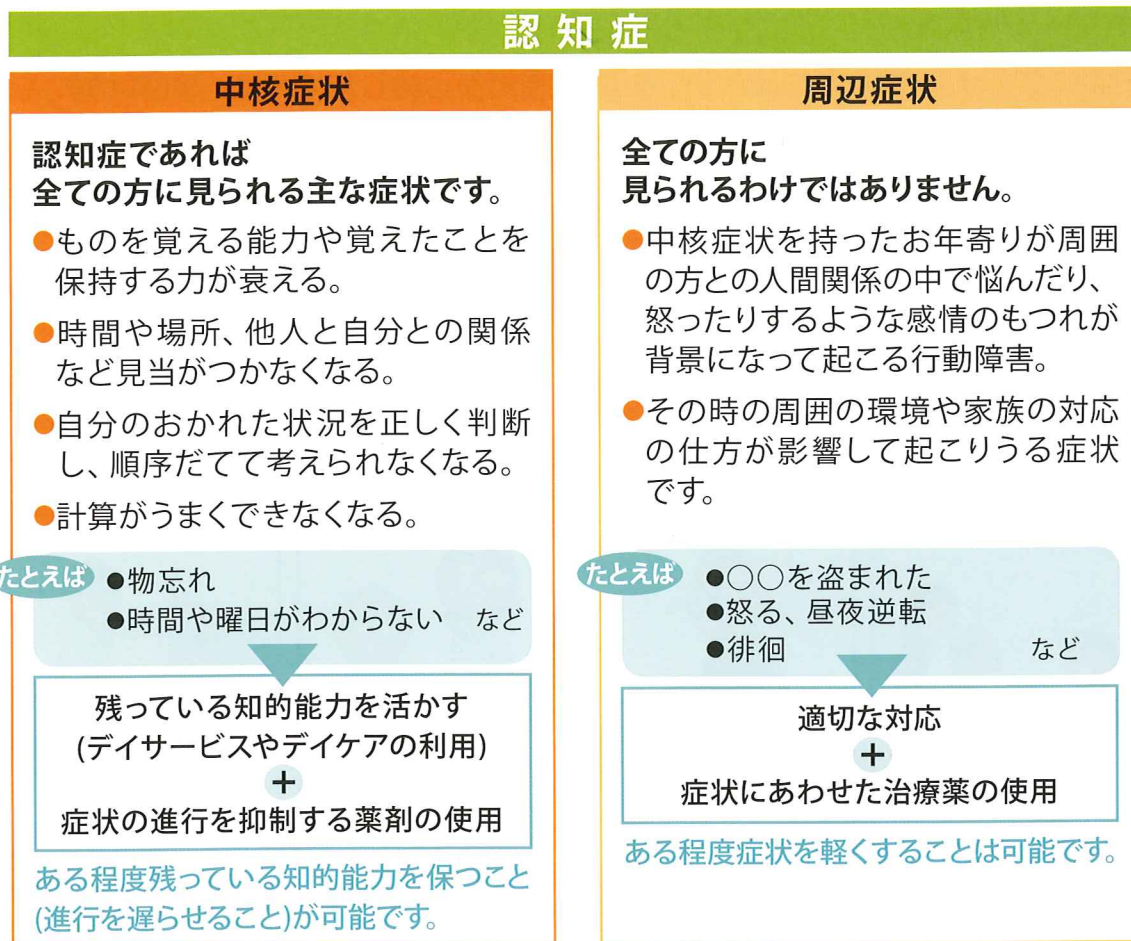 認知症
中核症状
認知症であれば
全ての方に見られる主な症状です。
●ものを覚える能力や覚えたことを
保持する力が衰える。
●時間や場所、他人と自分との関係
など見当がつかなくなる。
●自分のおかれた状況を正しく判断
し、順序だてて考えられなくなる。
●計算がうまくできなくなる。
たとえば
●物忘れ
●時間や曜日がわからない など
残っている知的能力を活かす
(デイサービスやデイケアの利用)
+
症状の進行を抑制する薬剤の使用
ある程度残っている知的能力を保つこと
(進行を遅らせること)が可能です。
周辺症状
全ての方に
見られるわけではありません。
●中核症状を持ったお年寄りが周囲
の方との人間関係の中で悩んだり、
怒ったりするような感情のもつれが
背景になって起こる行動障害。
●その時の周囲の環境や家族の対応
の仕方が影響して起こりうる症状
です。
たとえば
●○○を盗まれた
●怒る、昼夜逆転
●徘徊 など
適切な対応
+
症状にあわせた治療薬の使用
ある程度症状を軽くすることは可能です。